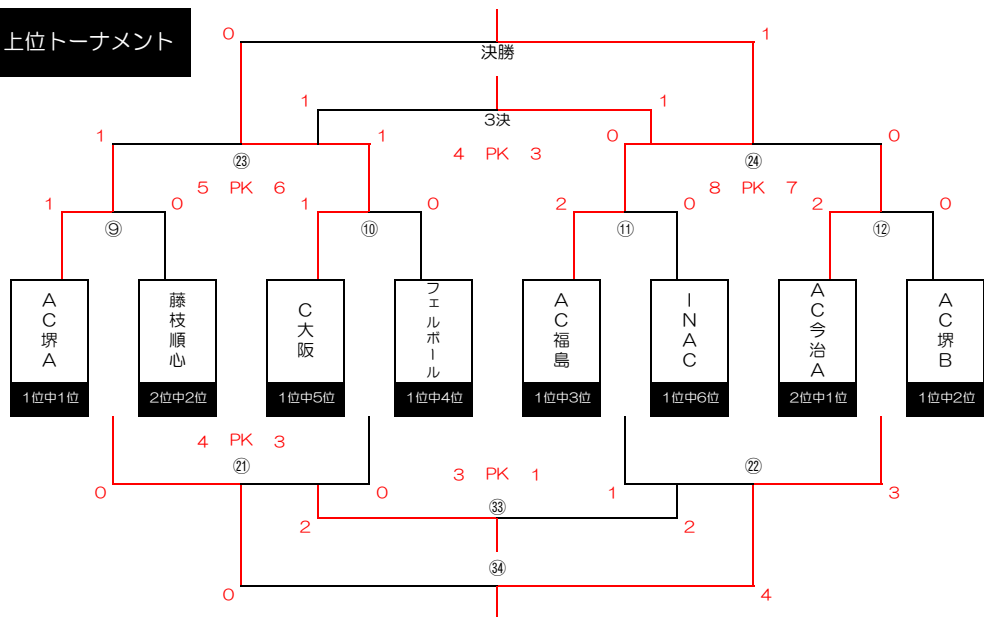 上位トーナメント
0 1
決勝
1 1
3決
1 1 0 0
4 PK 3
㉓ ㉔
5 PK 6 8 PK 7
1 0 1 0 2 0 2 0
⑨ ⑩ ⑪ ⑫
AC堺A
藤枝順心
C大阪
フェルボール
AC福島
INAC
AC今治A
AC堺B
1位中1位 2位中2位 1位中5位 1位中4位 1位中3位 1位中6位 2位中1位 1位中2位
4 PK 3
㉑ ㉒
3 PK 1
0 0 1 3
㉝
2 2
㉞
0 4